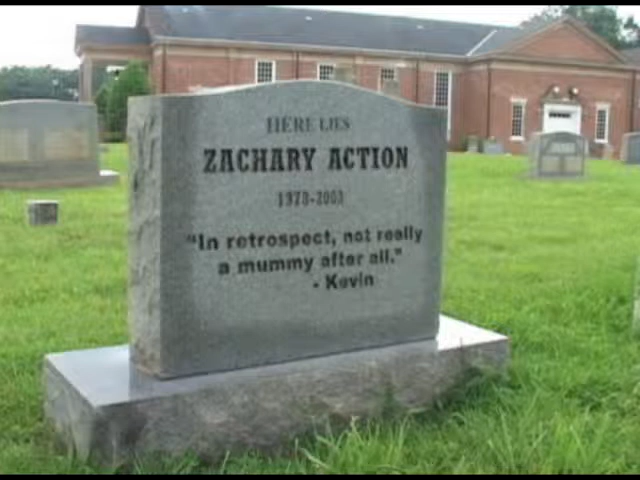 HERE LIES
ZACHARY ACTION
1978-2003
"In retrospect, not really
a mummy after all."
- Kevin